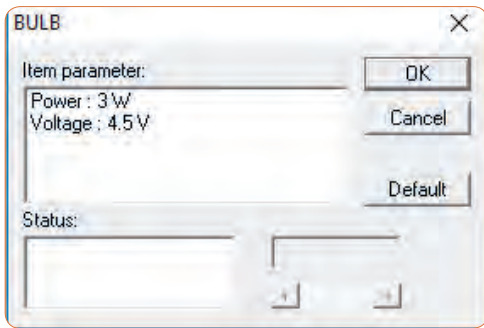 BULB
Item parameter:
OK
Power : 3 W
Voltage : 4.5 V
Cancel
Default
Status: